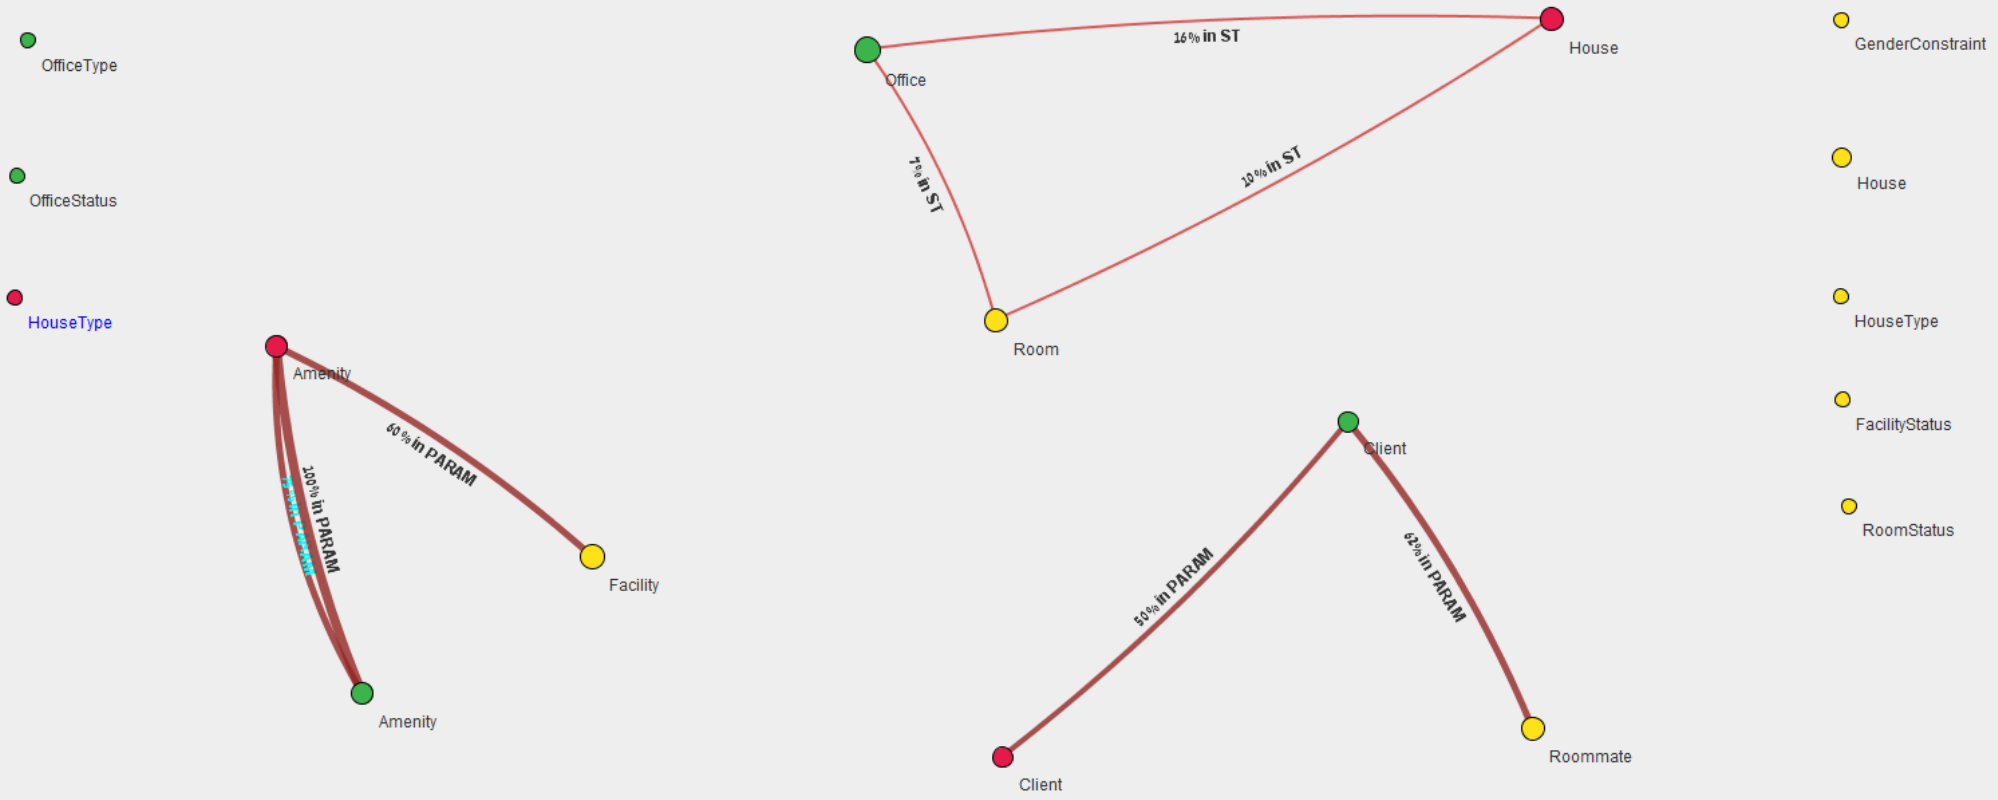 OfficeType
OfficeStatus
HouseType
Amenity
60% in PARAM
100% in PARAM
Facility
Amenity
Office
16% in ST
House
7% in ST
10% in ST
Room
Client
50% in PARAM
62% in PARAM
Client
Roommate
GenderConstraint
House
HouseType
FacilityStatus
RoomStatus